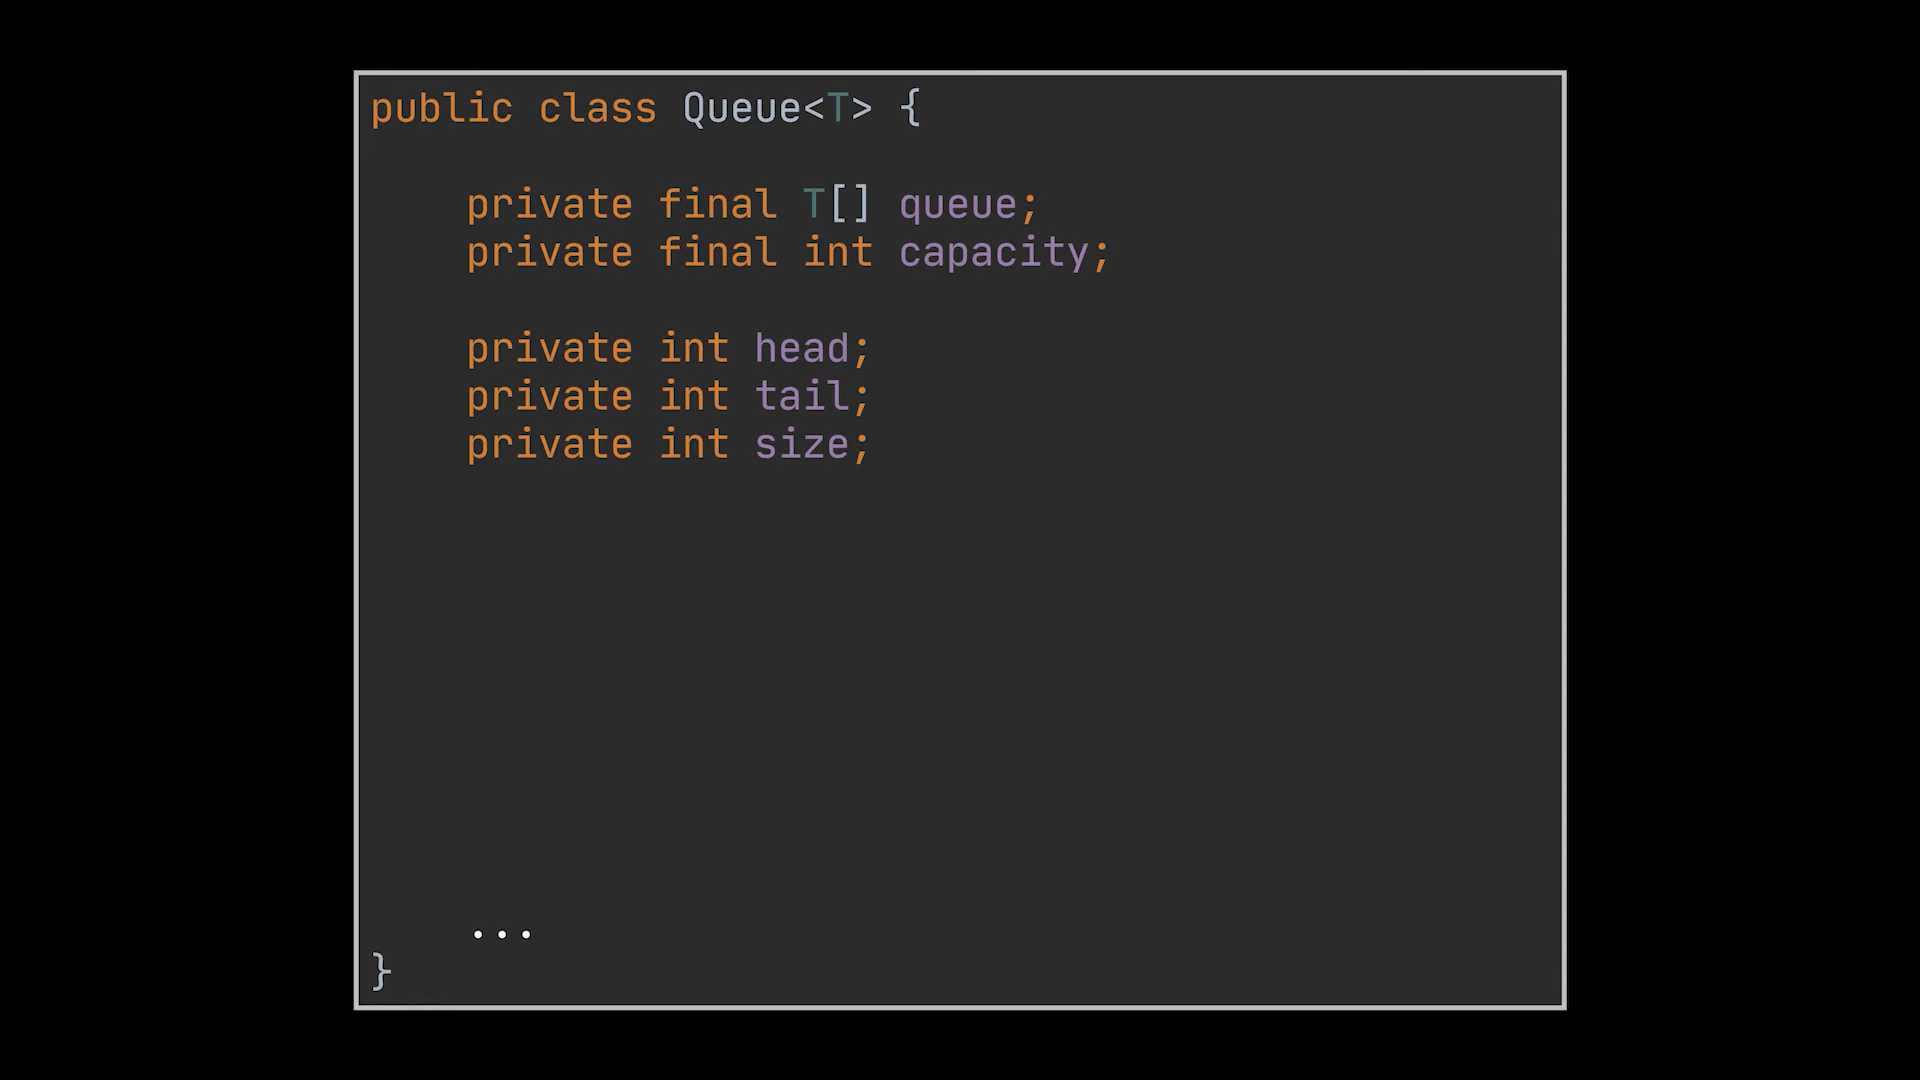 public class Queue<T> {
private final T[] queue;
private final int capacity;
private int head;
private int tail;
private int size;
...
}